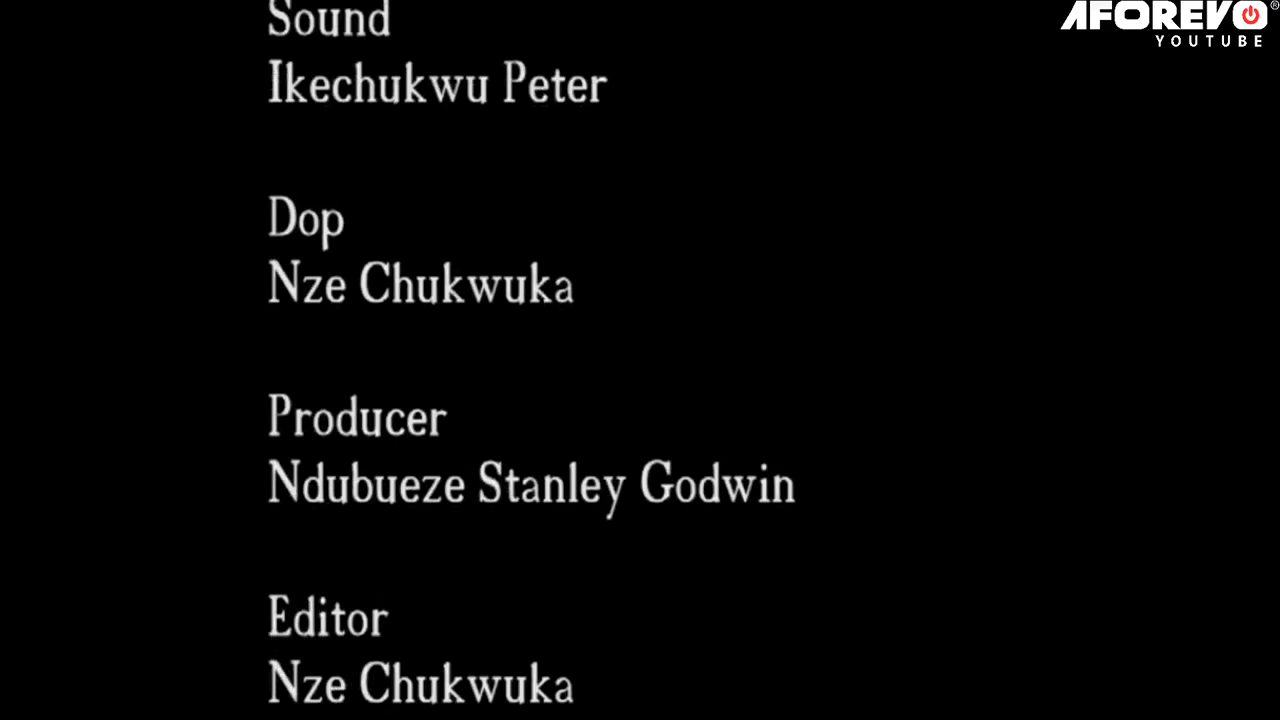 Sound
Ikechukwu Peter
Dop
Nze Chukwuka
Producer
Ndubueze Stanley Godwin
Editor
Nze Chukwuka
AFOREVO®
YOUTUBE